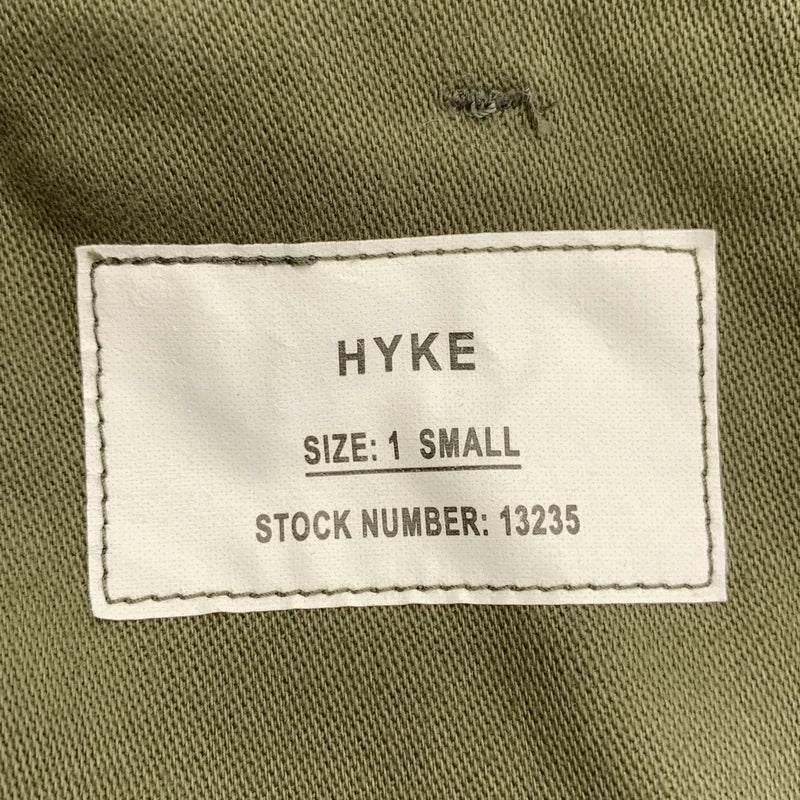 HYKE
SIZE: 1 SMALL
STOCK NUMBER: 13235